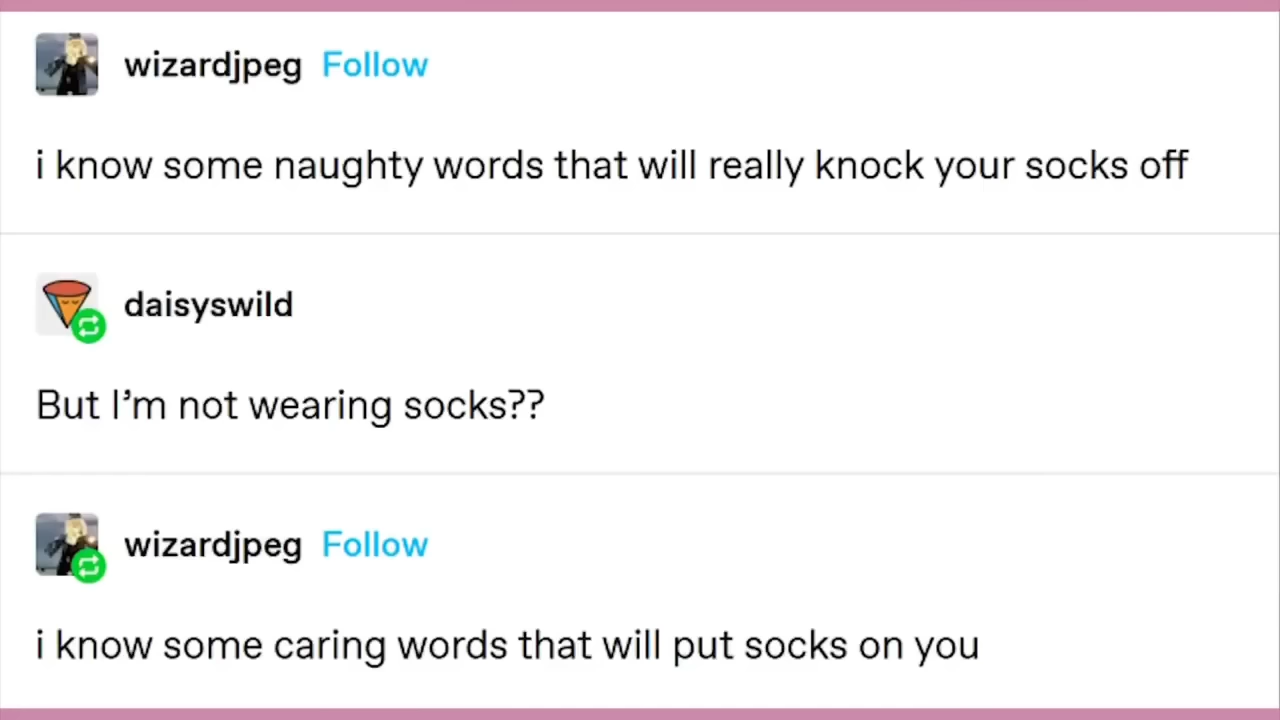 wizardjpeg Follow
i know some naughty words that will really knock your socks off
daisyswild
But I’m not wearing socks??
wizardjpeg Follow
i know some caring words that will put socks on you